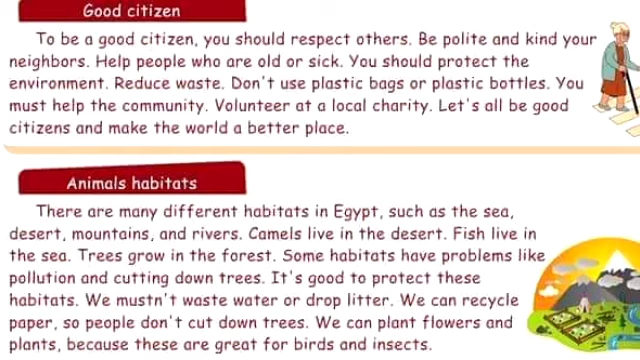 Good citizen
To be a good citizen, you should respect others. Be polite and kind your
neighbors. Help people who are old or sick. You should protect the
environment. Reduce waste. Don't use plastic bags or plastic bottles. You
must help the community. Volunteer at a local charity. Let's all be good
citizens and make the world a better place.
Animals habitats
There are many different habitats in Egypt, such as the sea,
desert, mountains, and rivers. Camels live in the desert. Fish live in
the sea. Trees grow in the forest. Some habitats have problems like
pollution and cutting down trees. It's good to protect these
habitats. We mustn't waste water or drop litter. We can recycle
paper, so people don't cut down trees. We can plant flowers and
plants, because these are great for birds and insects.